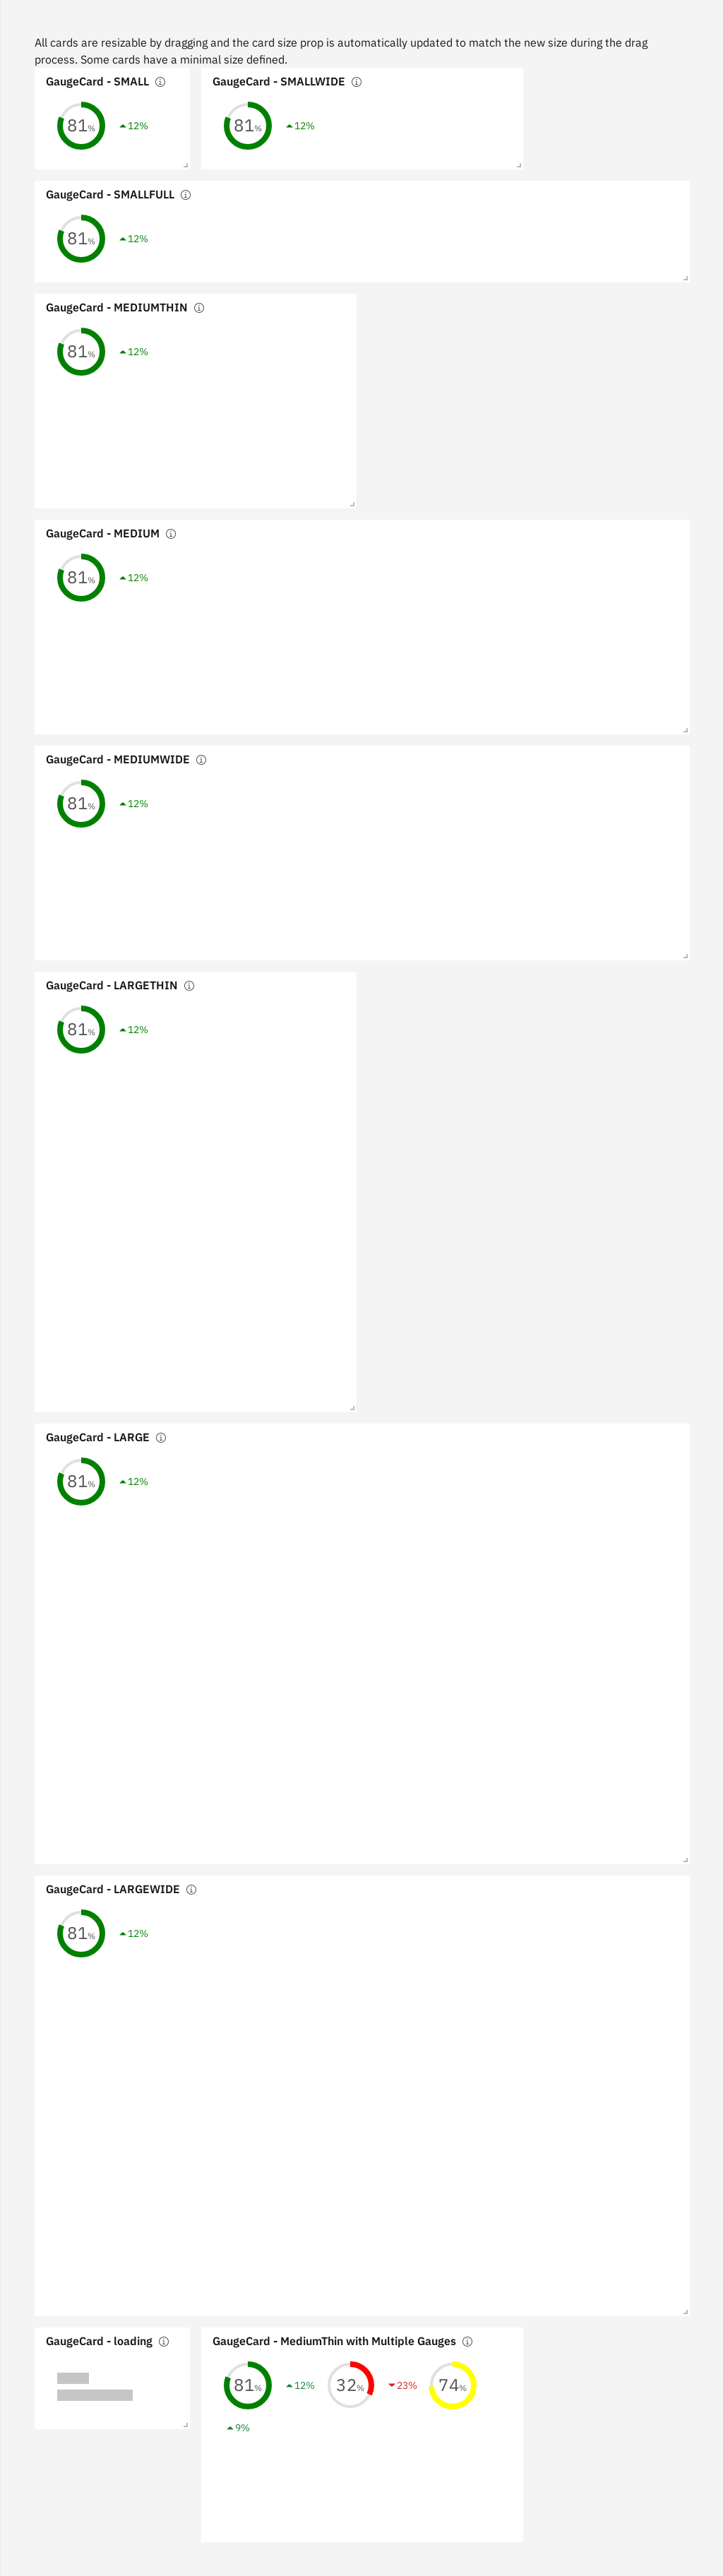 All cards are resizable by dragging and the card size prop is automatically updated to match the new size during the drag
process. Some cards have a minimal size defined.
GaugeCard - SMALL
81%
12%
GaugeCard - SMALLWIDE
81%
12%
GaugeCard - SMALLFULL
81%
12%
GaugeCard - MEDIUMTHIN
81%
12%
GaugeCard - MEDIUM
81%
12%
GaugeCard - MEDIUMWIDE
81%
12%
GaugeCard - LARGETHIN
81%
12%
GaugeCard - LARGE
81%
12%
GaugeCard - LARGEWIDE
81%
12%
GaugeCard - loading
GaugeCard - MediumThin with Multiple Gauges
81% 12% 32% 23% 74%
9%